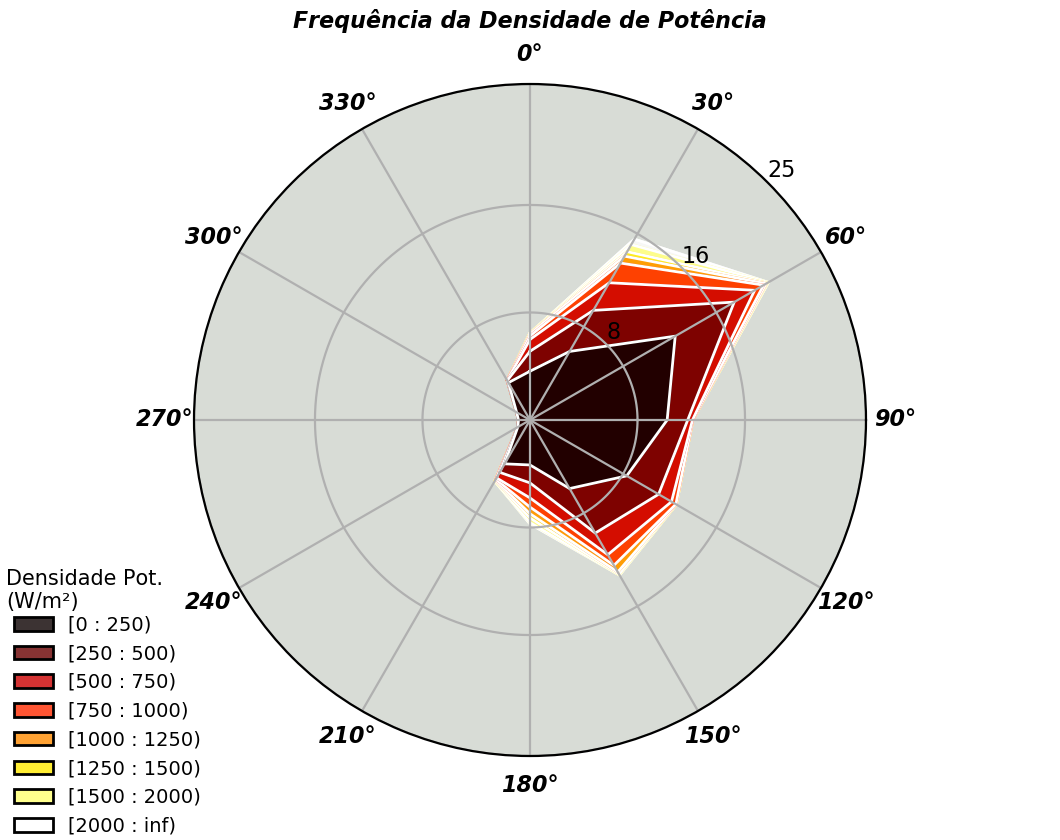 Frequência da Densidade de Potência
0°
330°
30°
25
300°
60°
16
8
270°
90°
240°
120°
210°
150°
180°
Densidade Pot.
(W/m²)
[0 : 250)
[250 : 500)
[500 : 750)
[750 : 1000)
[1000 : 1250)
[1250 : 1500)
[1500 : 2000)
[2000 : inf)